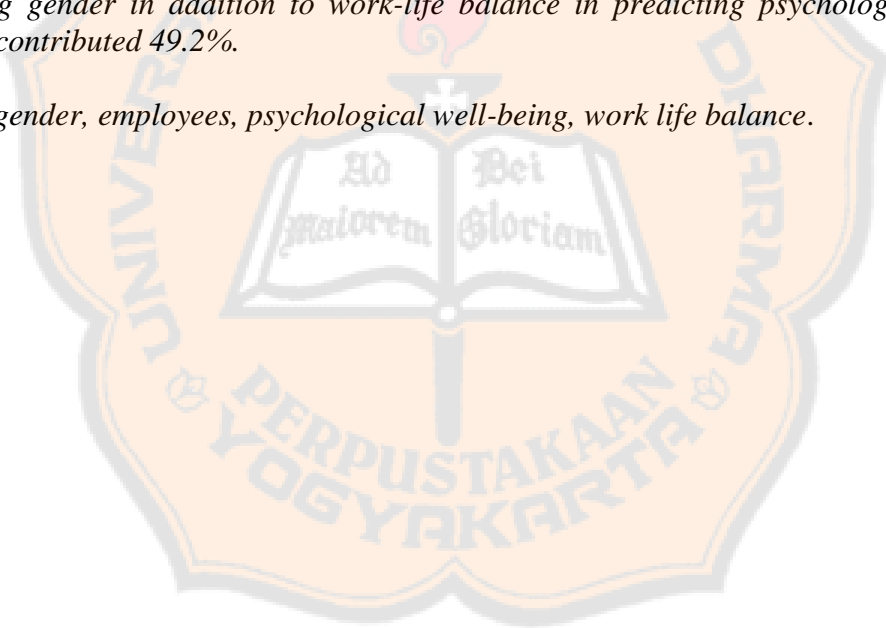 g gender in addition to work-life balance in predicting psycholog
contributed 49.2%.
gender, employees, psychological well-being, work life balance.
Ad Dei
Maiorem Gloriam
DHARMA
PERPUSTAKAAN
YOGYAKARTA